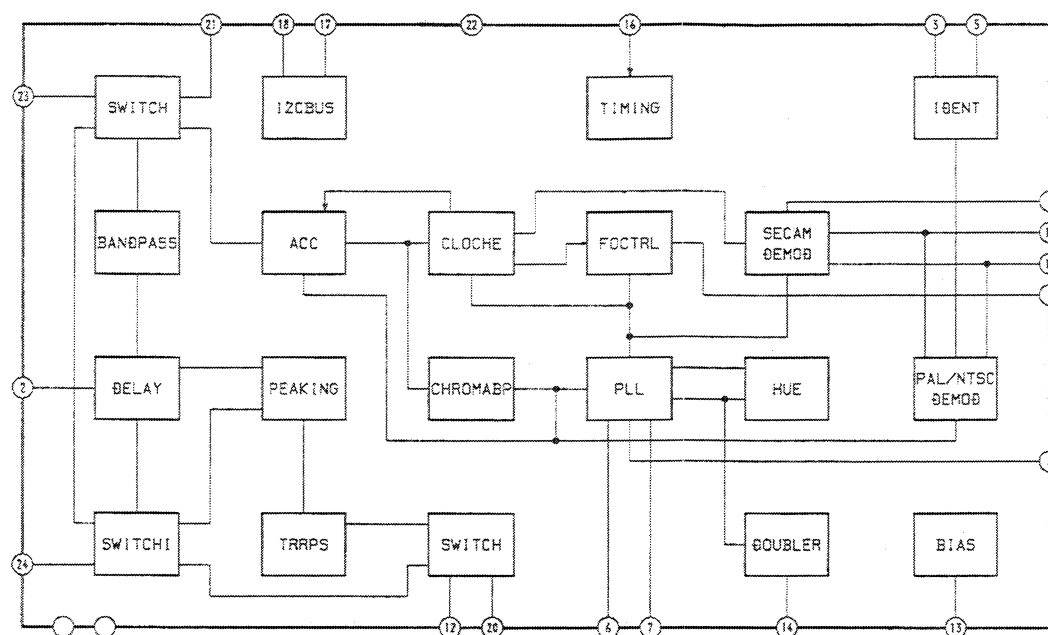 21 18 17 22 16 3 5
23
SWITCH I2CBUS TIMING IDENT
BANDPASS ACC CLOCHE FOCTRL SECAM
DEMOD
2
DELAY PEAKING CHROMABP PLL HUE PAL/NTSC
DEMOD
SWITCHI TRAPS SWITCH DOUBLER BIAS
24
12 20 6 7 14 13